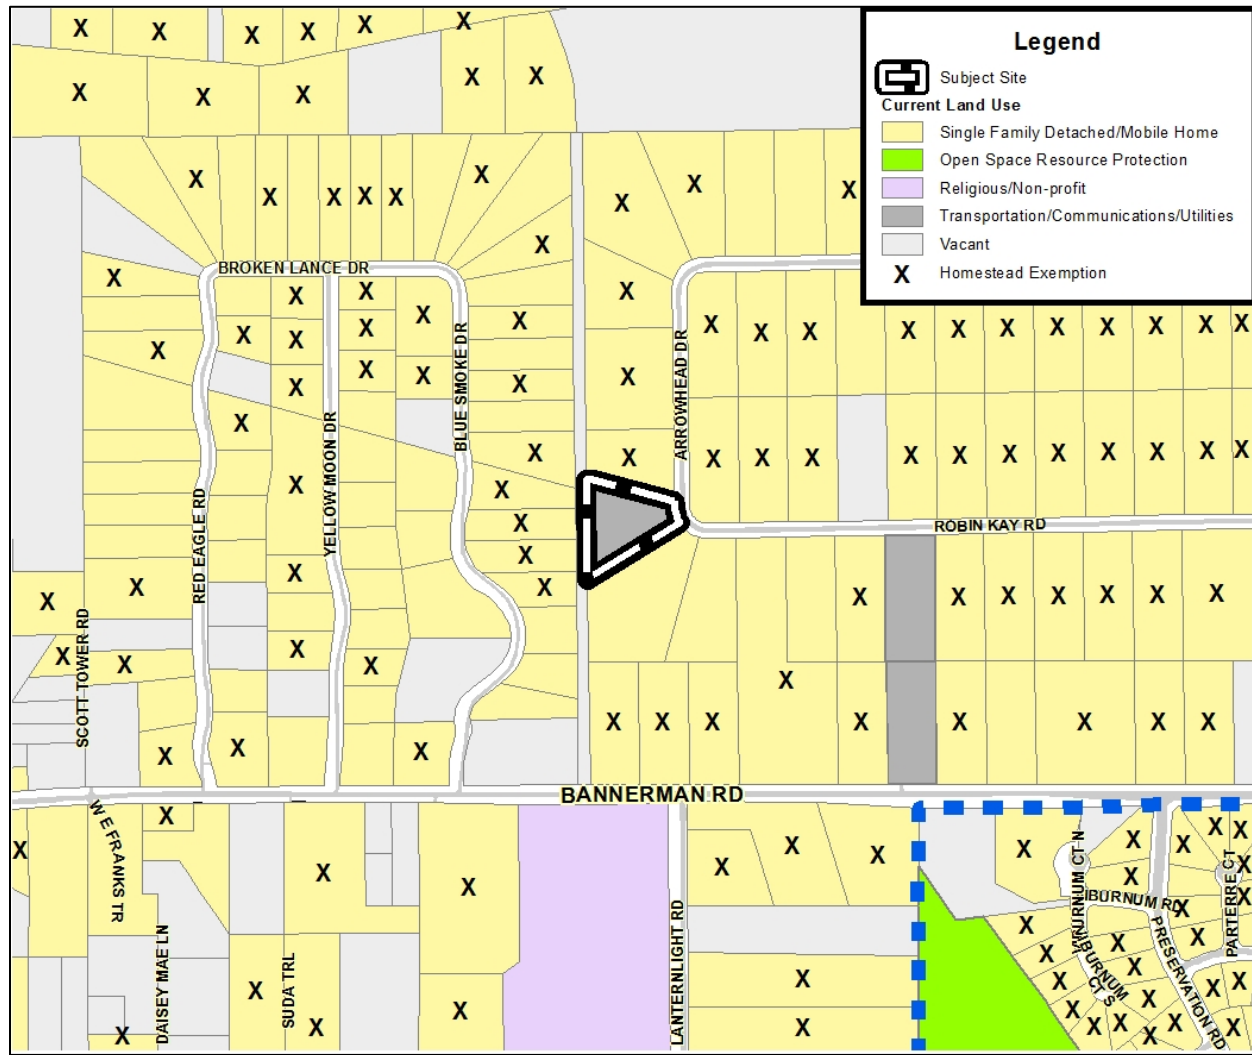 Legend
Subject Site
Current Land Use
Single Family Detached/Mobile Home
Open Space Resource Protection
Religious/Non-profit
Transportation/Communications/Utilities
Vacant
X Homestead Exemption
BROKEN LANCE DR
BLUE SMOKE DR
ARROWHEAD DR
YELLOW MOON DR
RED EAGLE RD
ROBIN KAY RD
SCOTT TOWER RD
BANNERMAN RD
W E FRANKS TR
DAISEY MAE LN
SUDA TRL
LANTERNLIGHT RD
VIBURNUM CT N
IBURNUM RD
VIBURNUM
CT S
PRESERVATION RD
PARTERRE CT